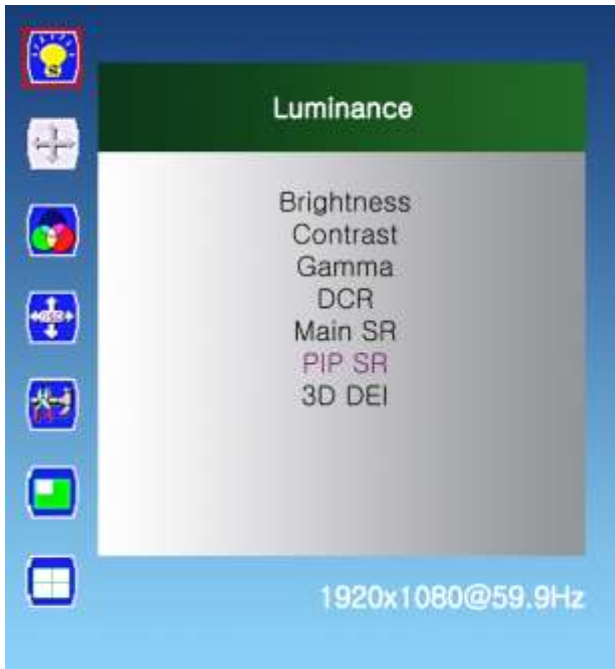 Luminance
Brightness
Contrast
Gamma
DCR
Main SR
PIP SR
3D DEI
1920x1080@59.9Hz